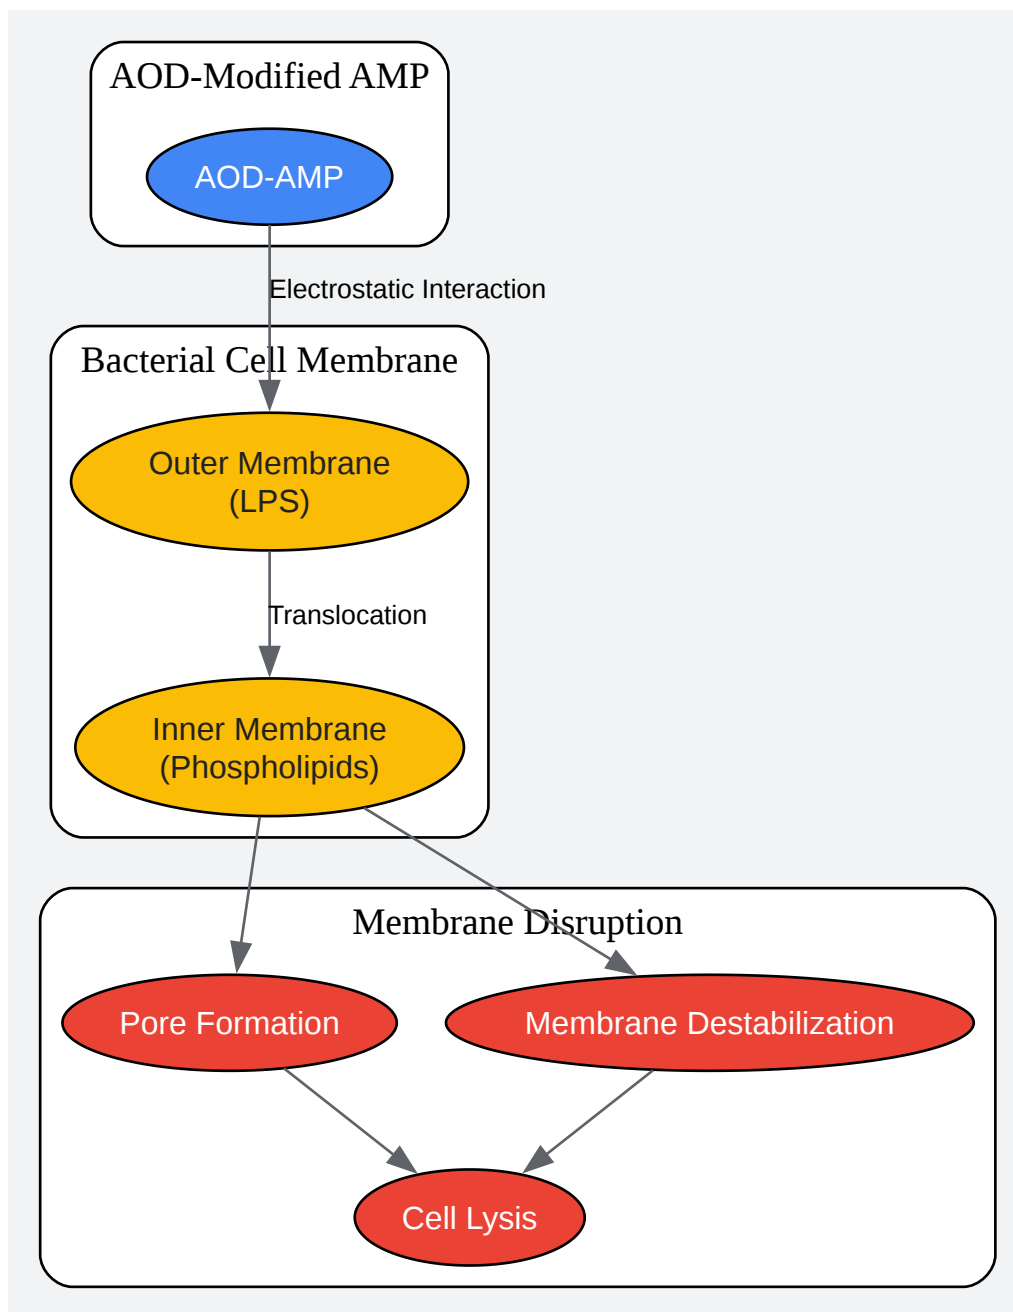 AOD-Modified AMP
AOD-AMP
Electrostatic Interaction
Bacterial Cell Membrane
Outer Membrane
(LPS)
Translocation
Inner Membrane
(Phospholipids)
Membrane Disruption
Pore Formation
Membrane Destabilization
Cell Lysis